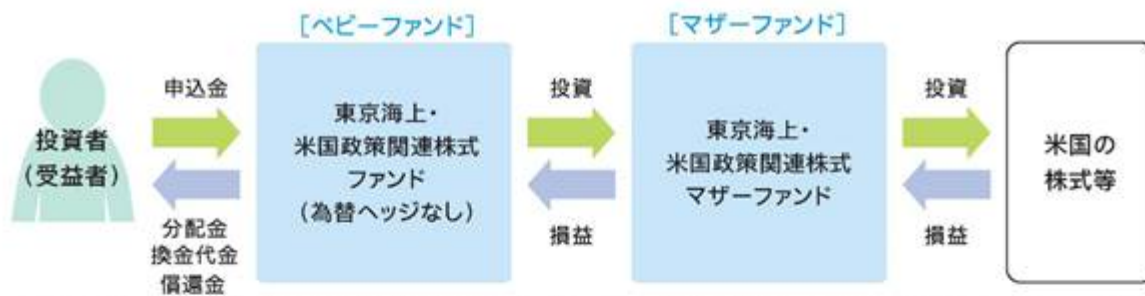 [ベビーファンド]
[マザーファンド]
投資者
(受益者)
申込金
分配金
換金代金
償還金
東京海上・
米国政策関連株式
ファンド
(為替ヘッジなし)
投資
損益
東京海上・
米国政策関連株式
マザーファンド
投資
損益
米国の
株式等